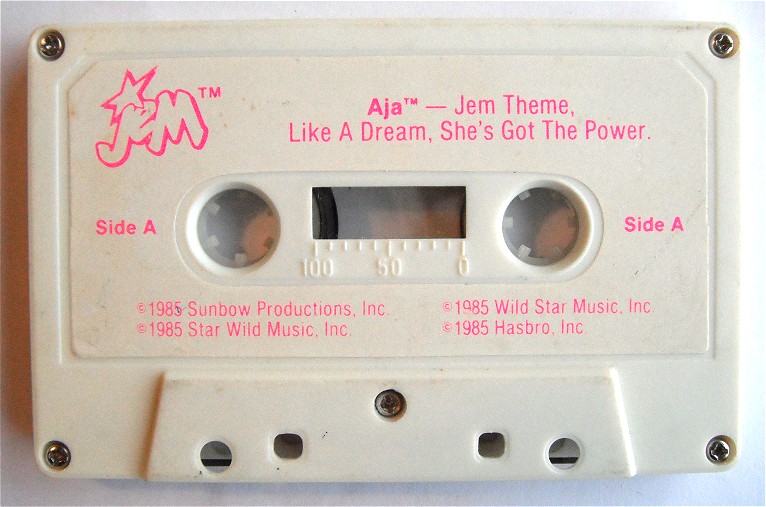 JEM™
Aja™ — Jem Theme,
Like A Dream, She's Got The Power.
Side A
Side A
100 50 0
©1985 Sunbow Productions, Inc.
©1985 Wild Star Music, Inc.
©1985 Star Wild Music, Inc.
©1985 Hasbro, Inc